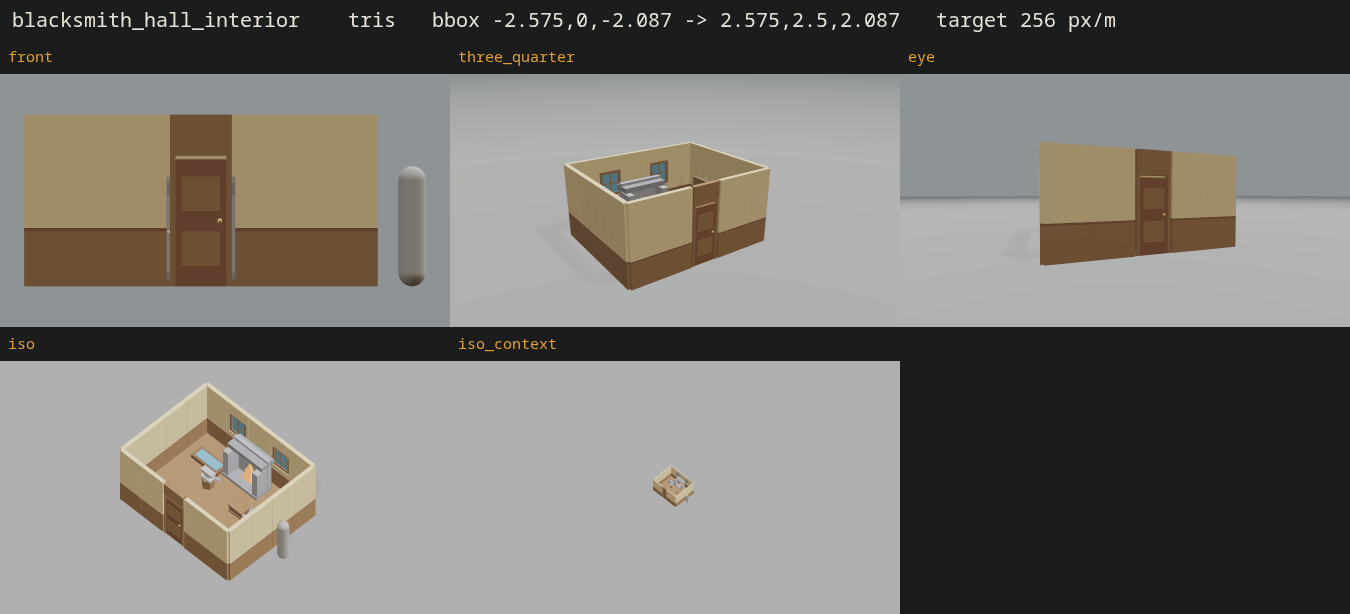 blacksmith_hall_interior tris bbox -2.575,0,-2.087 -> 2.575,2.5,2.087 target 256 px/m
front three_quarter eye
iso iso_context